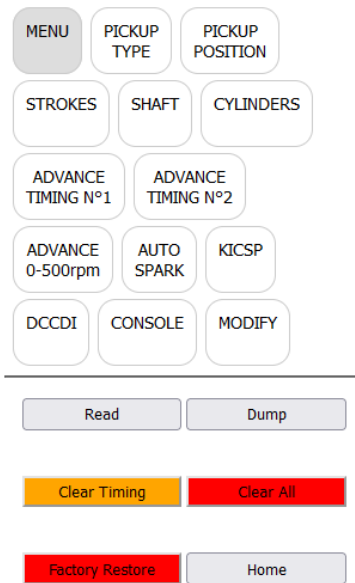 MENU
PICKUP
TYPE
PICKUP
POSITION
STROKES
SHAFT
CYLINDERS
ADVANCE
TIMING N°1
ADVANCE
TIMING N°2
ADVANCE
0-500rpm
AUTO
SPARK
KICSP
DCCDI
CONSOLE
MODIFY
Read
Dump
Clear Timing
Clear All
Factory Restore
Home